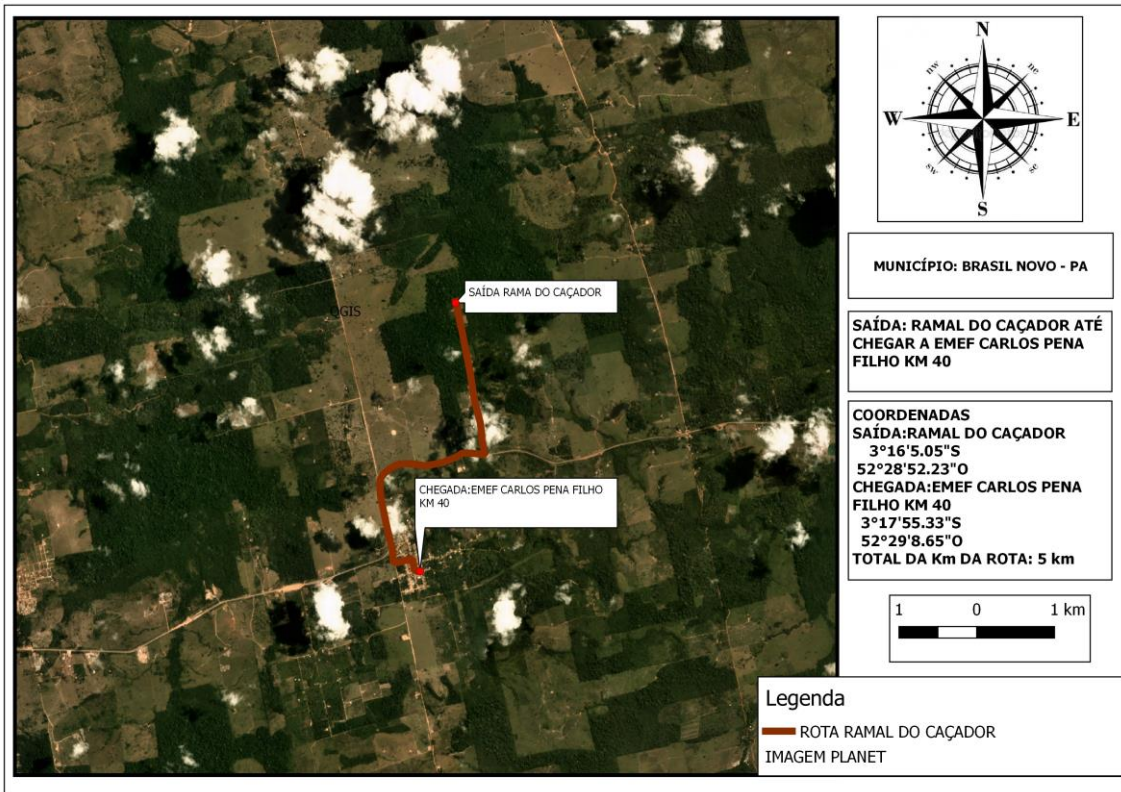 SAÍDA RAMA DO CAÇADOR
QGIS
CHEGADA:EMEF CARLOS PENA FILHO
KM 40
N
nw
ne
W
E
sw
se
S
MUNICÍPIO: BRASIL NOVO - PA
SAÍDA: RAMAL DO CAÇADOR ATÉ
CHEGAR A EMEF CARLOS PENA
FILHO KM 40
COORDENADAS
SAÍDA:RAMAL DO CAÇADOR
3°16'5.05"S
52°28'52.23"O
CHEGADA:EMEF CARLOS PENA
FILHO KM 40
3°17'55.33"S
52°29'8.65"O
TOTAL DA Km DA ROTA: 5 km
1 0 1 km
Legenda
ROTA RAMAL DO CAÇADOR
IMAGEM PLANET